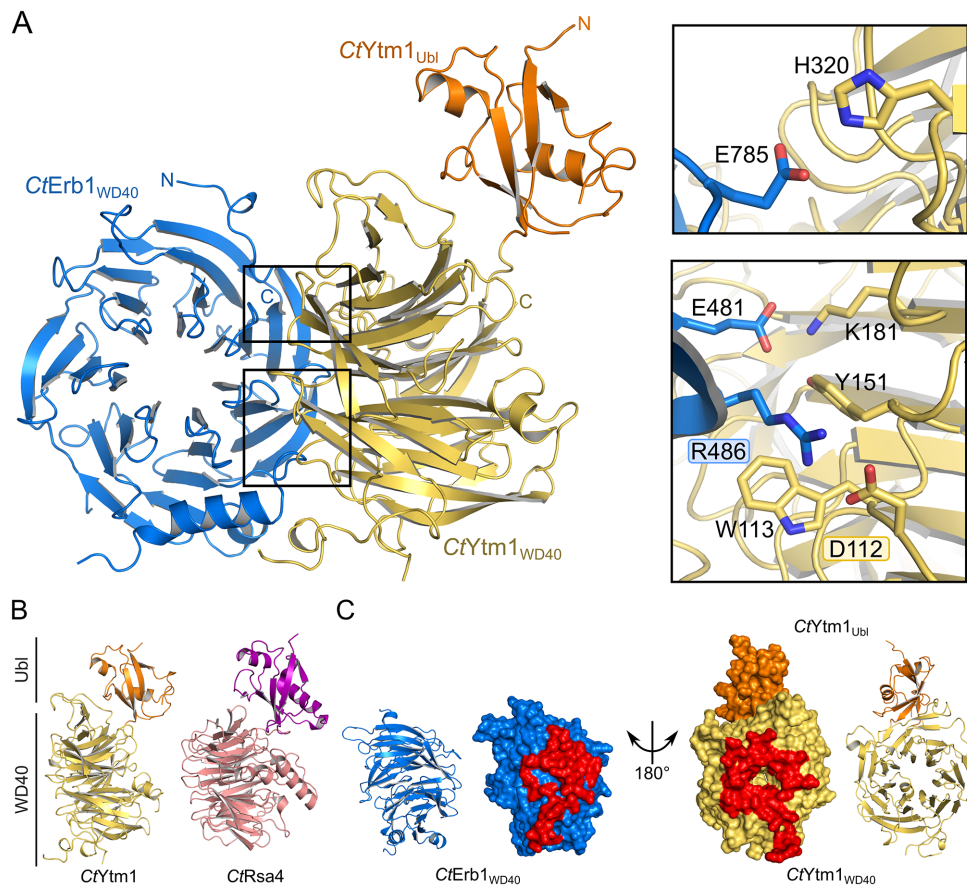 A
CtYtm1Ubl
N
CtErb1WD40
N
C
C
CtYtm1WD40
H320
E785
E481
K181
Y151
R486
W113
D112
B
Ubl
WD40
CtYtm1
CtRsa4
C
CtYtm1Ubl
180°
CtErb1WD40
CtYtm1WD40